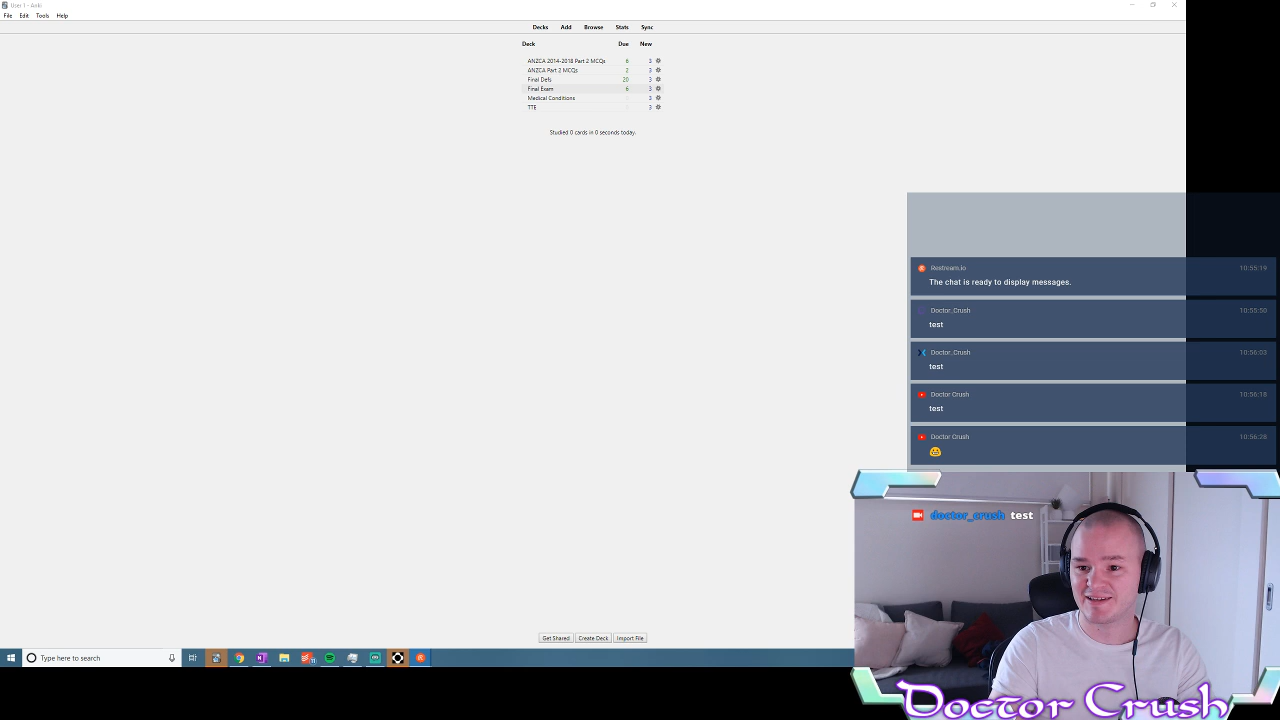 User 1 - Anki
File Edit Tools Help
Decks Add Browse Stats Sync
Deck Due New
ANZCA 2014-2018 Part 2 MCQs 6 3
ANZCA Part 2 MCQs 2 3
Final Defs 20 3
Final Exam 6 3
Medical Conditions 3
TTE 3
Studied 0 cards in 0 seconds today.
Restream.io 10:55:19
The chat is ready to display messages.
Doctor_Crush 10:55:50
test
Doctor_Crush 10:56:03
test
Doctor Crush 10:56:18
test
Doctor Crush 10:56:28
doctor_crush test
Get Shared Create Deck Import File
Type here to search
Doctor Crush